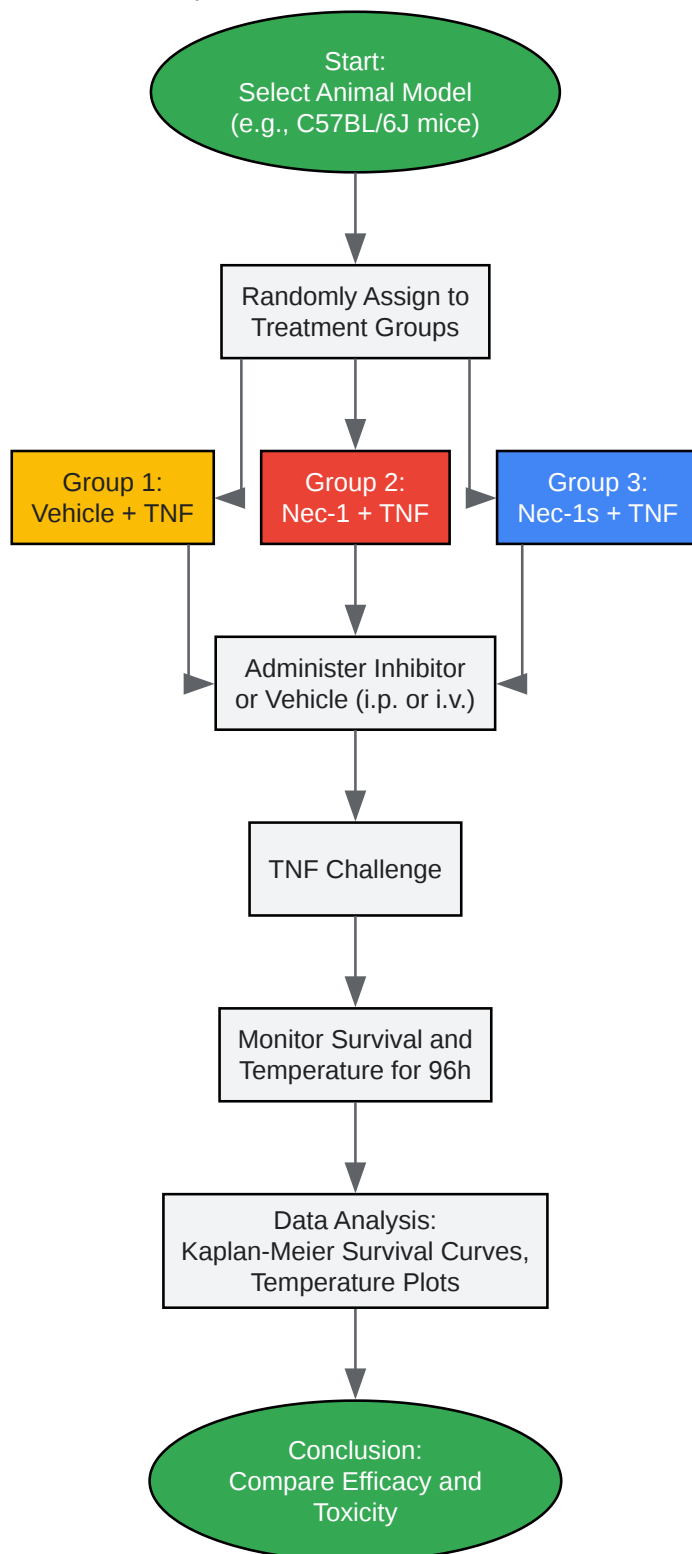 Start:
Select Animal Model
(e.g., C57BL/6J mice)
Randomly Assign to
Treatment Groups
Group 1:
Vehicle + TNF
Group 2:
Nec-1 + TNF
Group 3:
Nec-1s + TNF
Administer Inhibitor
or Vehicle (i.p. or i.v.)
TNF Challenge
Monitor Survival and
Temperature for 96h
Data Analysis:
Kaplan-Meier Survival Curves,
Temperature Plots
Conclusion:
Compare Efficacy and
Toxicity